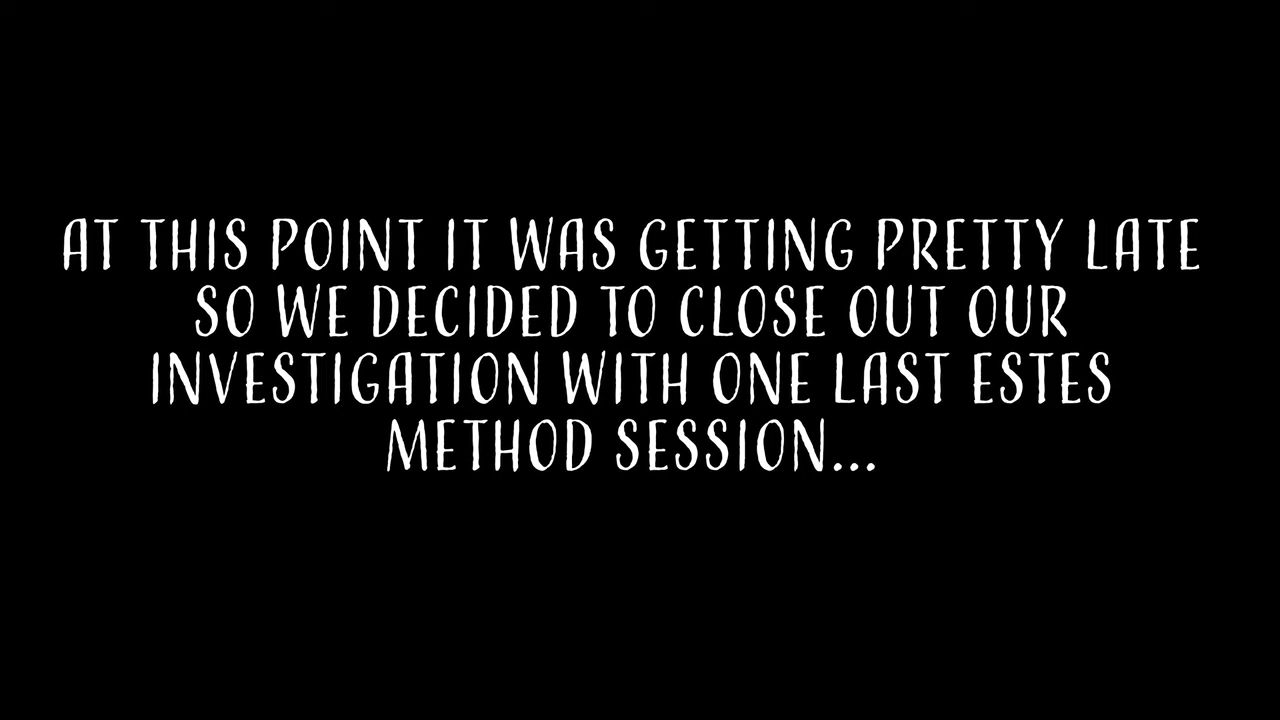 AT THIS POINT IT WAS GETTING PRETTY LATE
SO WE DECIDED TO CLOSE OUT OUR
INVESTIGATION WITH ONE LAST ESTES
METHOD SESSION...